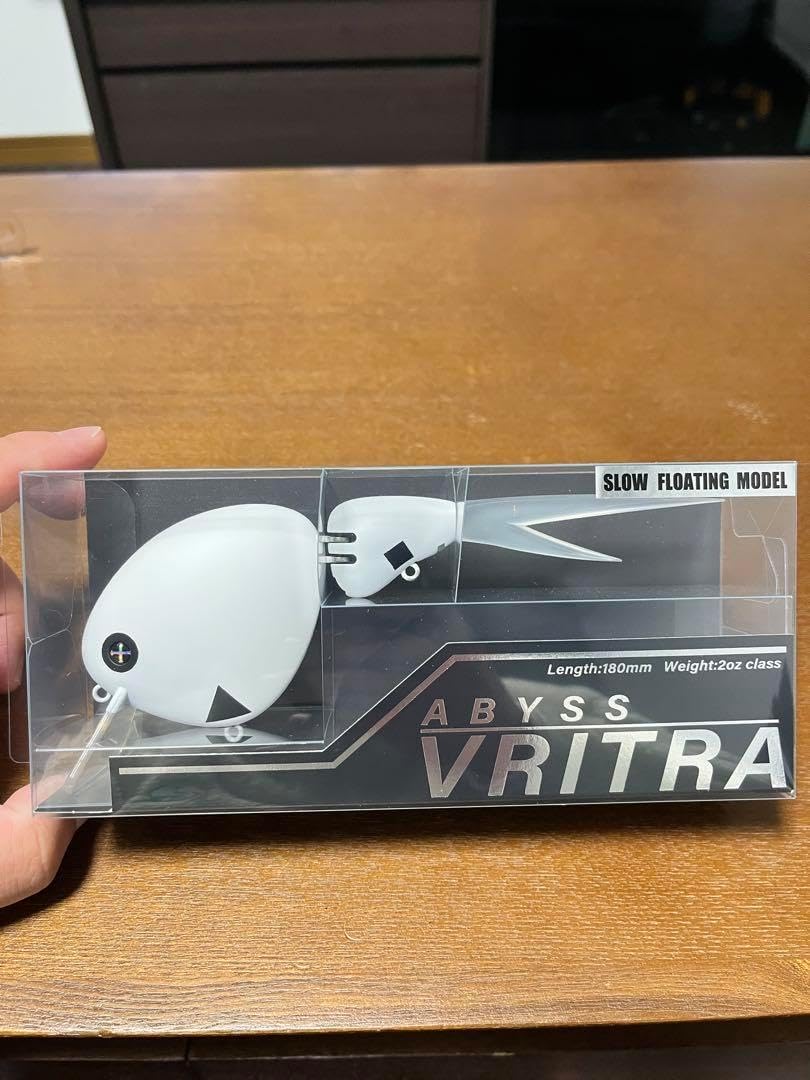 SLOW FLOATING MODEL
Length:180mm Weight:2oz class
ABYSS
VRITRA